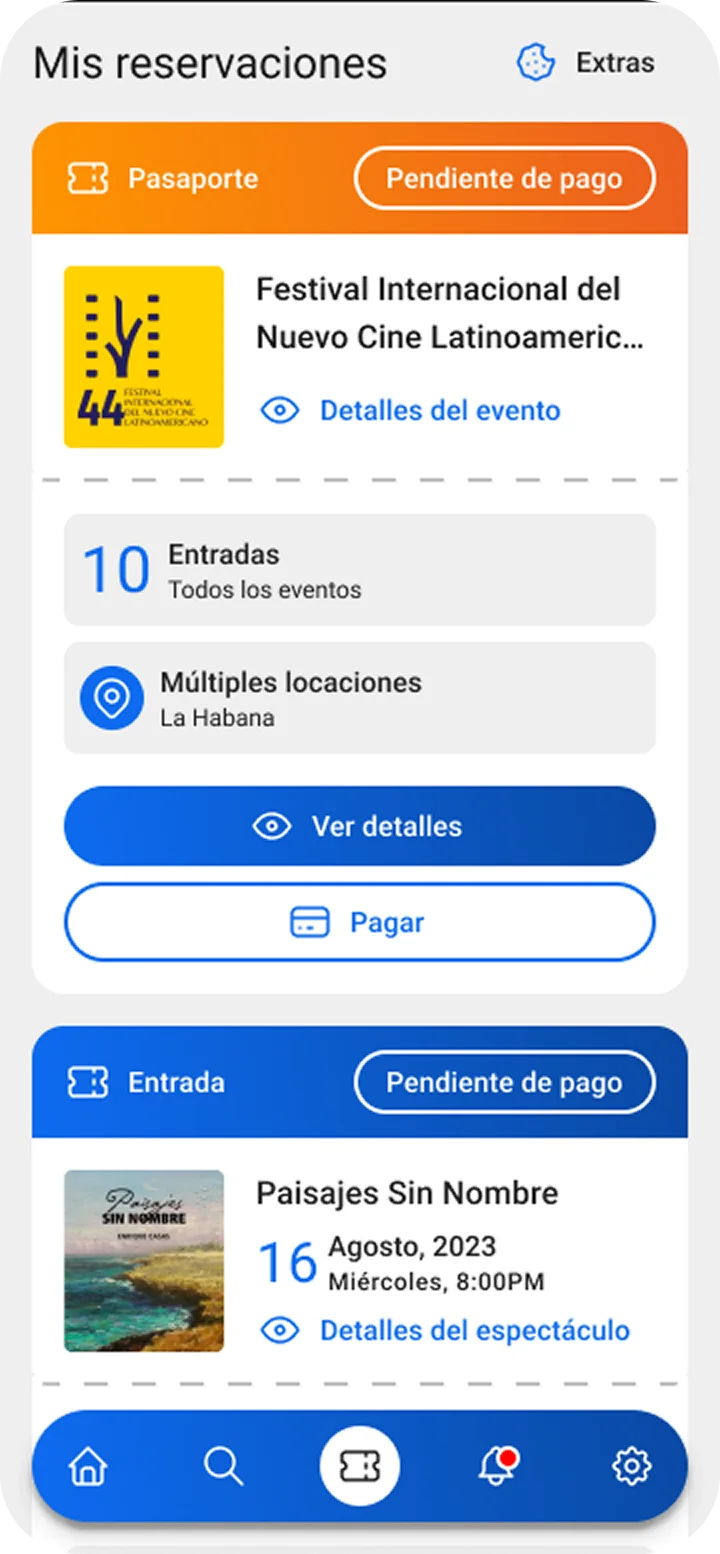 Mis reservaciones
Extras
Pasaporte
Pendiente de pago
44
FESTIVAL
INTERNACIONAL
DEL NUEVO CINE
LATINOAMERICANO
Festival Internacional del
Nuevo Cine Latinoameric...
Detalles del evento
10
Entradas
Todos los eventos
Múltiples locaciones
La Habana
Ver detalles
Pagar
Entrada
Pendiente de pago
Paisajes
SIN NOMBRE
ENRIQUE CASAS
Paisajes Sin Nombre
16
Agosto, 2023
Miércoles, 8:00PM
Detalles del espectáculo